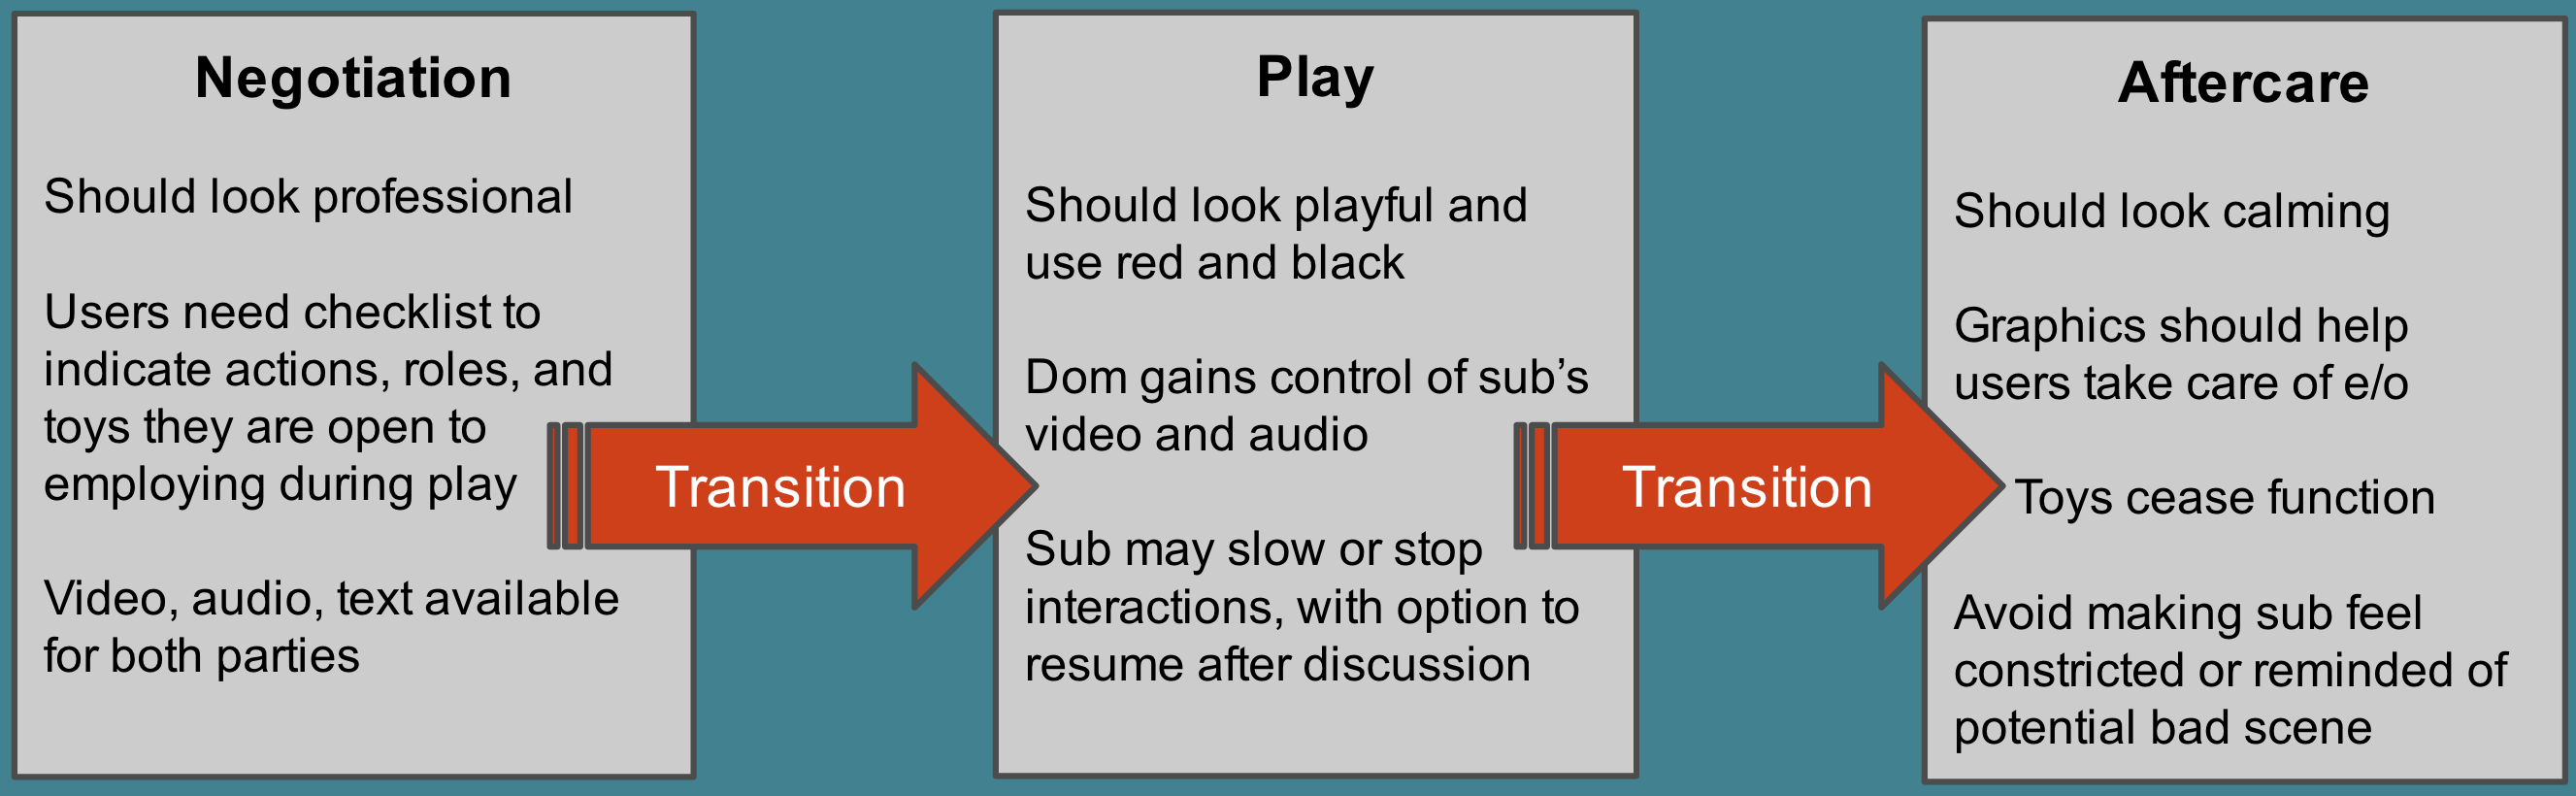 Negotiation
Should look professional
Users need checklist to
indicate actions, roles, and
toys they are open to
employing during play
Video, audio, text available
for both parties
Transition
Play
Should look playful and
use red and black
Dom gains control of sub’s
video and audio
Sub may slow or stop
interactions, with option to
resume after discussion
Transition
Aftercare
Should look calming
Graphics should help
users take care of e/o
Toys cease function
Avoid making sub feel
constricted or reminded of
potential bad scene